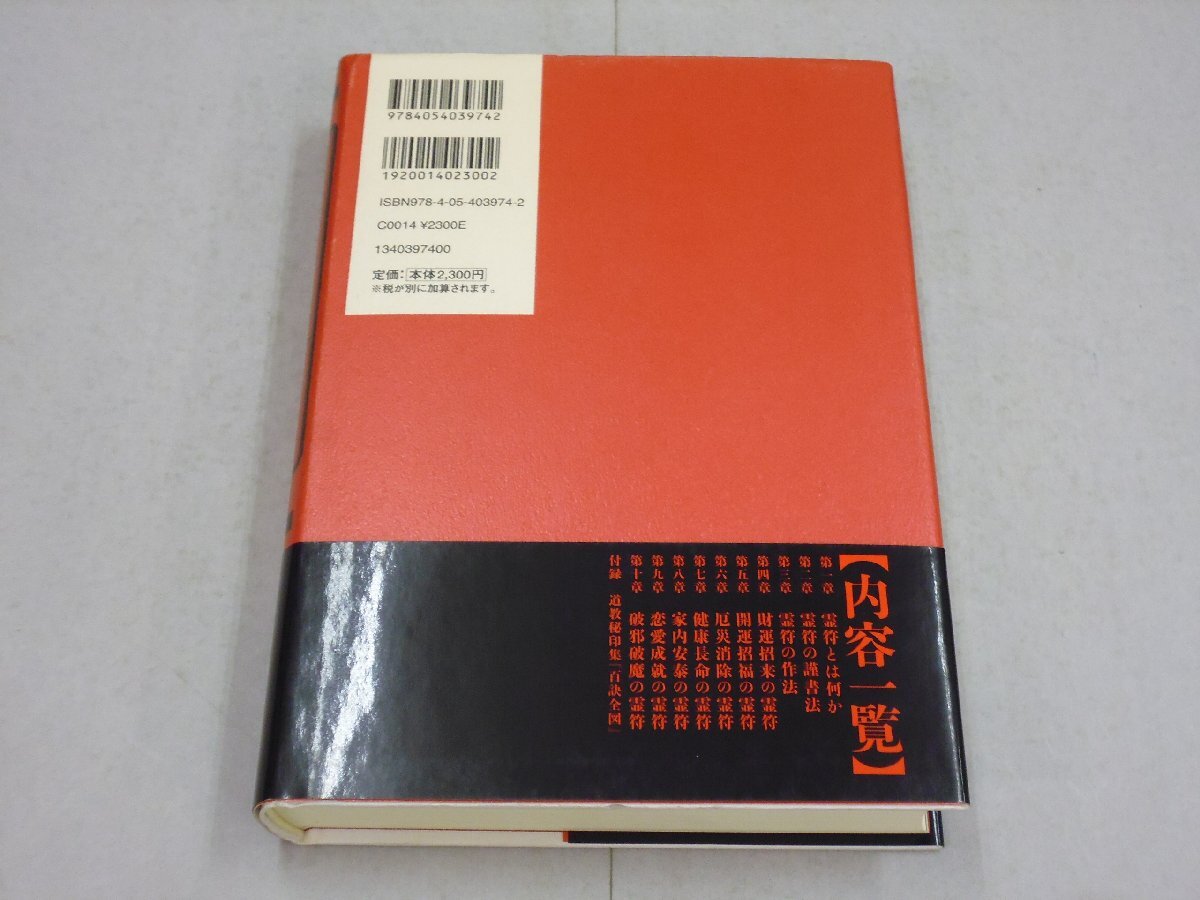 9784054039742
1920014023002
ISBN978-4-05-403974-2
C0014 ¥2300E
1340397400
定価：本体2,300円
※税が別に加算されます。
【内容一覧】
第一章 霊符とは何か
第二章 霊符の謹書法
第三章 霊符の作法
第四章 財運招来の霊符
第五章 開運招福の霊符
第六章 厄災消除の霊符
第七章 健康長命の霊符
第八章 家内安泰の霊符
第九章 恋愛成就の霊符
第十章 破邪破魔の霊符
付録 道教秘印集「百訣全図」